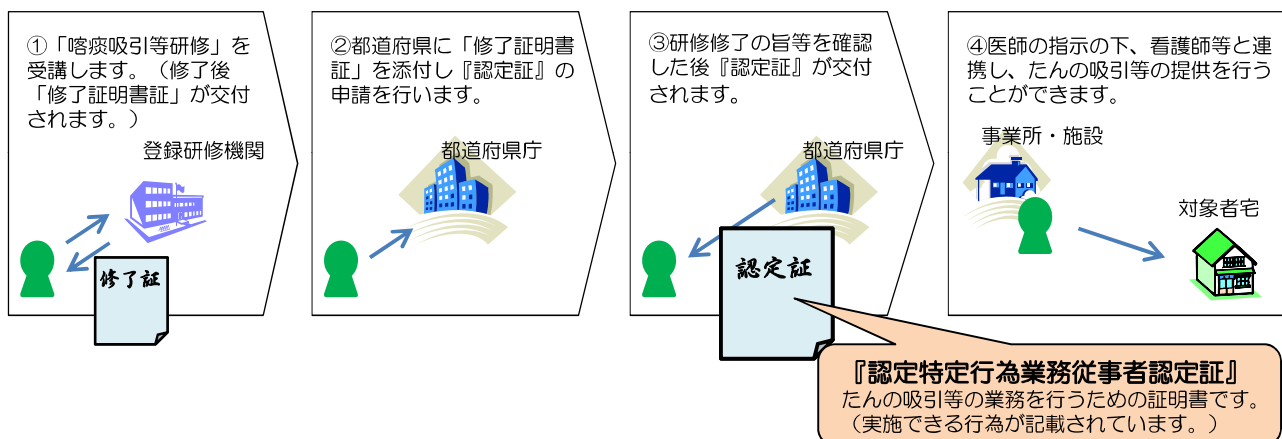 ①「喀痰吸引等研修」を
受講します。（修了後
「修了証明書証」が交付
されます。）
登録研修機関
修了証
②都道府県に「修了証明書
証」を添付し『認定証』の
申請を行います。
都道府県庁
③研修修了の旨等を確認
した後『認定証』が交付
されます。
都道府県庁
認定証
④医師の指示の下、看護師等と連
携し、たんの吸引等の提供を行う
ことができます。
事業所・施設
対象者宅
『認定特定行為業務従事者認定証』
たんの吸引等の業務を行うための証明書です。
（実施できる行為が記載されています。）